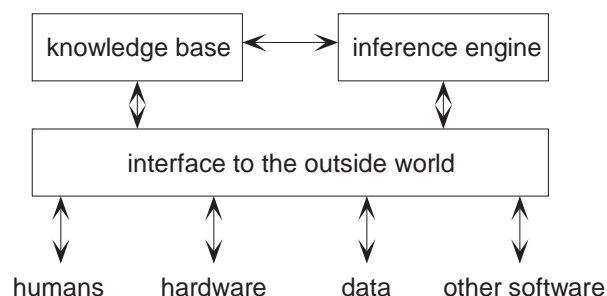 knowledge base
inference engine
interface to the outside world
humans
hardware
data
other software